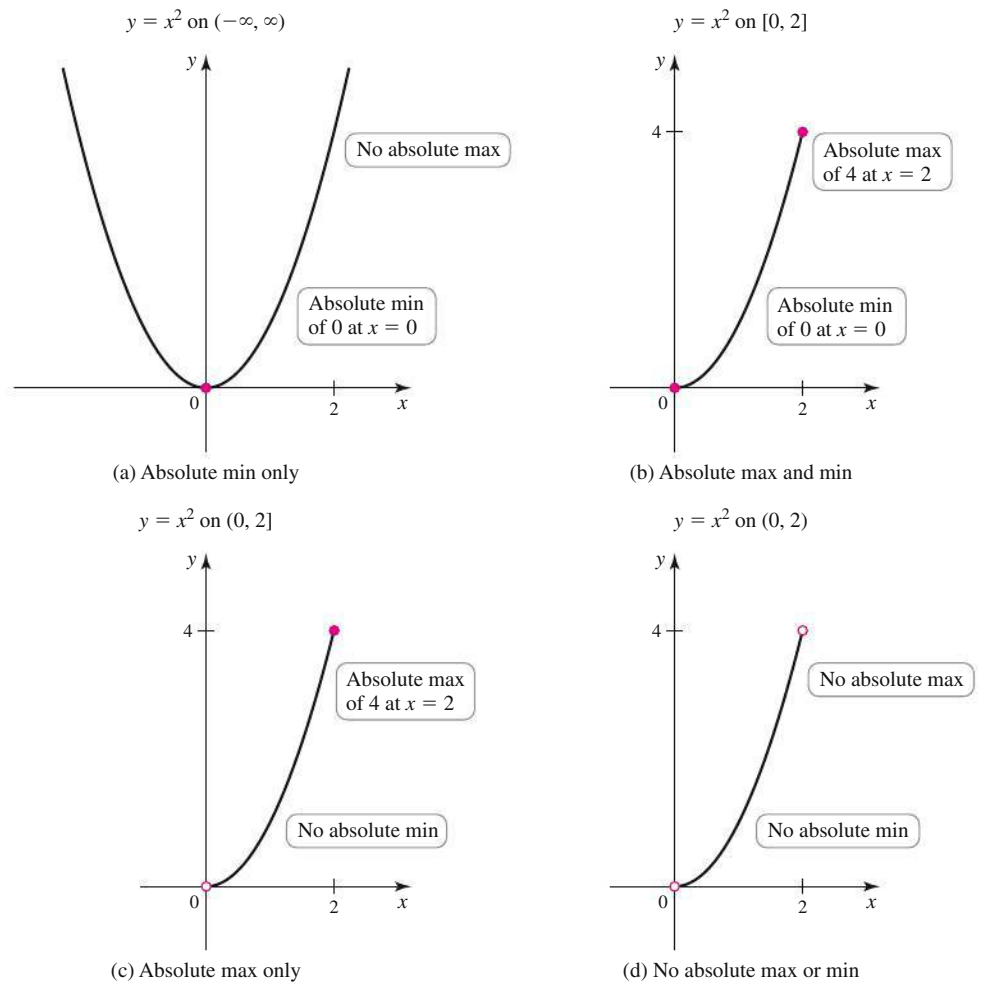 y = x² on (−∞, ∞)
y
No absolute max
Absolute min
of 0 at x = 0
0
2
x
(a) Absolute min only
y = x² on [0, 2]
y
4
Absolute max
of 4 at x = 2
Absolute min
of 0 at x = 0
0
2
x
(b) Absolute max and min
y = x² on (0, 2]
y
4
Absolute max
of 4 at x = 2
No absolute min
0
2
x
(c) Absolute max only
y = x² on (0, 2)
y
4
No absolute max
No absolute min
0
2
x
(d) No absolute max or min